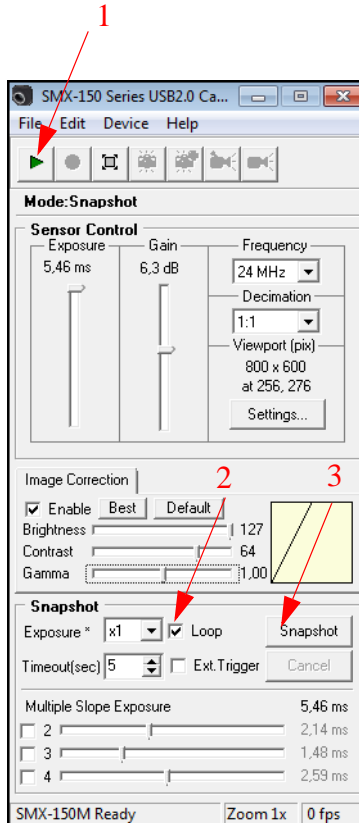 1
SMX-150 Series USB2.0 Ca...
File Edit Device Help
Mode:Snapshot
Sensor Control
Exposure Gain Frequency
5,46 ms 6,3 dB 24 MHz
Decimation
1:1
Viewport (pix)
800 x 600
at 256, 276
Settings...
2 3
Image Correction
Enable Best Default
Brightness 127
Contrast 64
Gamma 1,00
Snapshot
Exposure * x1 Loop Snapshot
Timeout(sec) 5 Ext.Trigger Cancel
Multiple Slope Exposure 5,46 ms
2 2,14 ms
3 1,48 ms
4 2,59 ms
SMX-150M Ready Zoom 1x 0 fps